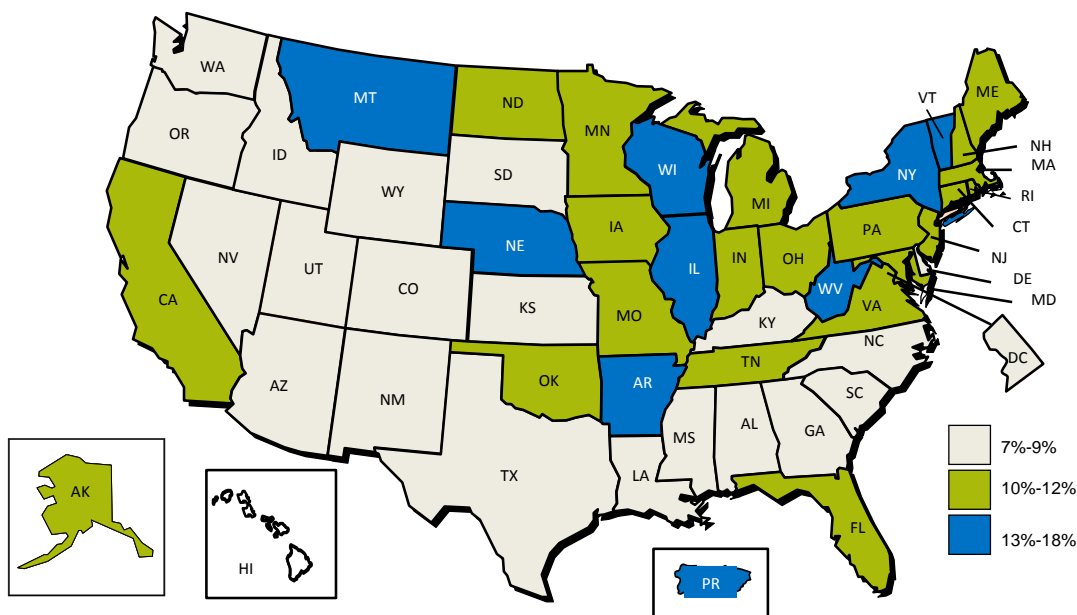 WA
MT
ND
MN
VT
ME
OR
ID
WY
SD
WI
MI
NY
NH
MA
RI
CT
NJ
DE
MD
NV
UT
CO
NE
KS
IA
MO
IL
IN
OH
PA
WV
VA
KY
NC
DC
CA
AZ
NM
OK
AR
TN
SC
MS
AL
GA
TX
LA
FL
AK
HI
PR
7%-9%
10%-12%
13%-18%